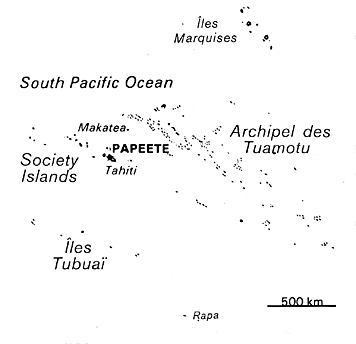 Îles
Marquises
South Pacific Ocean
Makatea
Archipel des
Tuamotu
PAPEETE
Society
Islands
Tahiti
Îles
Tubuaï
500 km
Rapa